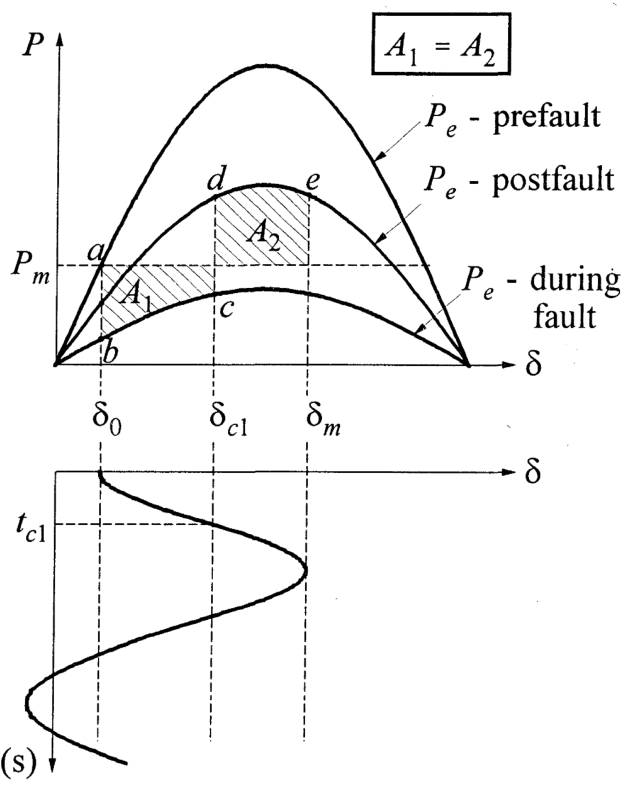 P
A₁ = A₂
Pₑ - prefault
d
e
Pₑ - postfault
a
A₂
Pₘ
A₁
c
Pₑ - during
fault
b
δ
δ₀
δc1
δm
δ
tc1
(s)